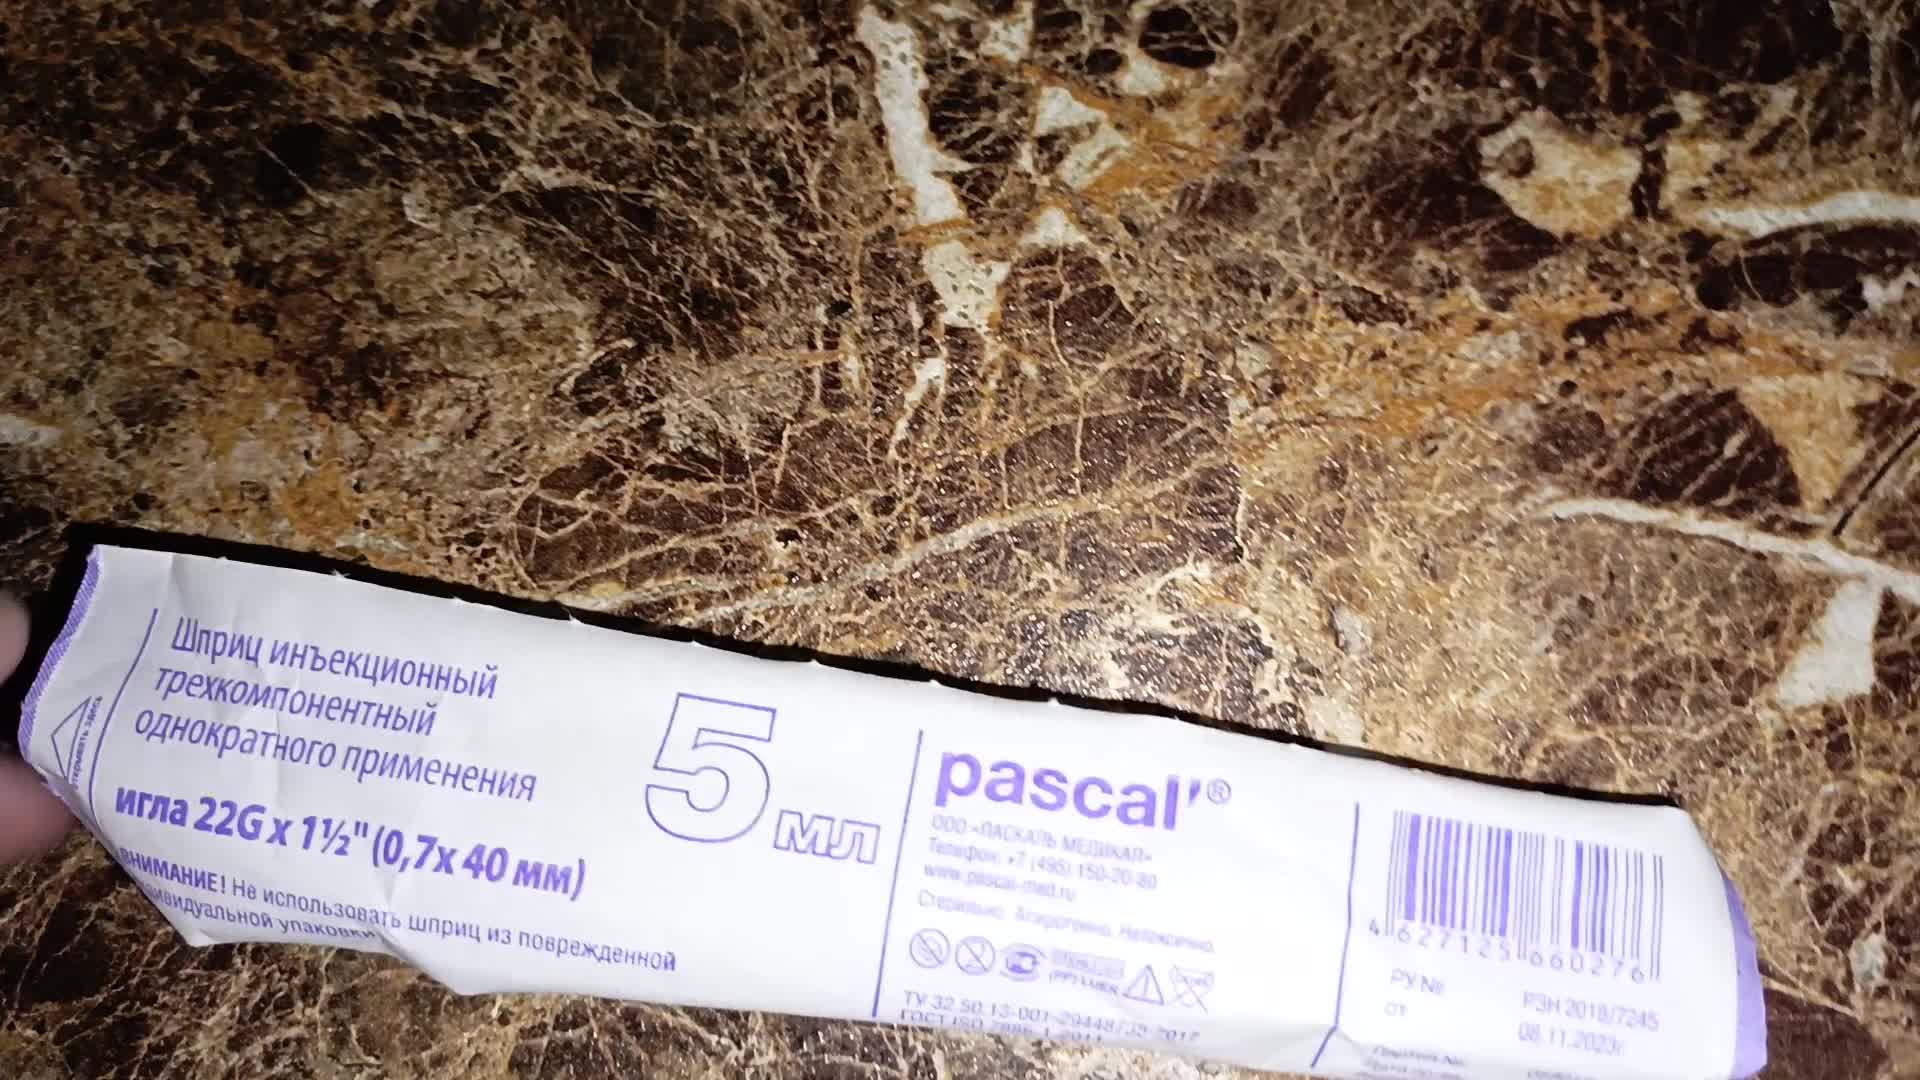 Шприц инъекционный
трехкомпонентный
однократного применения
игла 22G x 1½" (0,7x 40 мм)
ВНИМАНИЕ! Не использовать шприц из поврежденной
упаковки
5 мл
pascal'®
ООО «ПАСКАЛЬ МЕДИКАЛ»
Телефон: +7 (495) 150-20-80
www.pascal-med.ru
Стерильно. Апирогенно. Нетоксично.
ТУ 32.50.13-001-29448732-2017
ГОСТ ISO 7886-1-2011
4 627125 660276
РУ № РЗН 2018/7245
от 08.11.2023г.